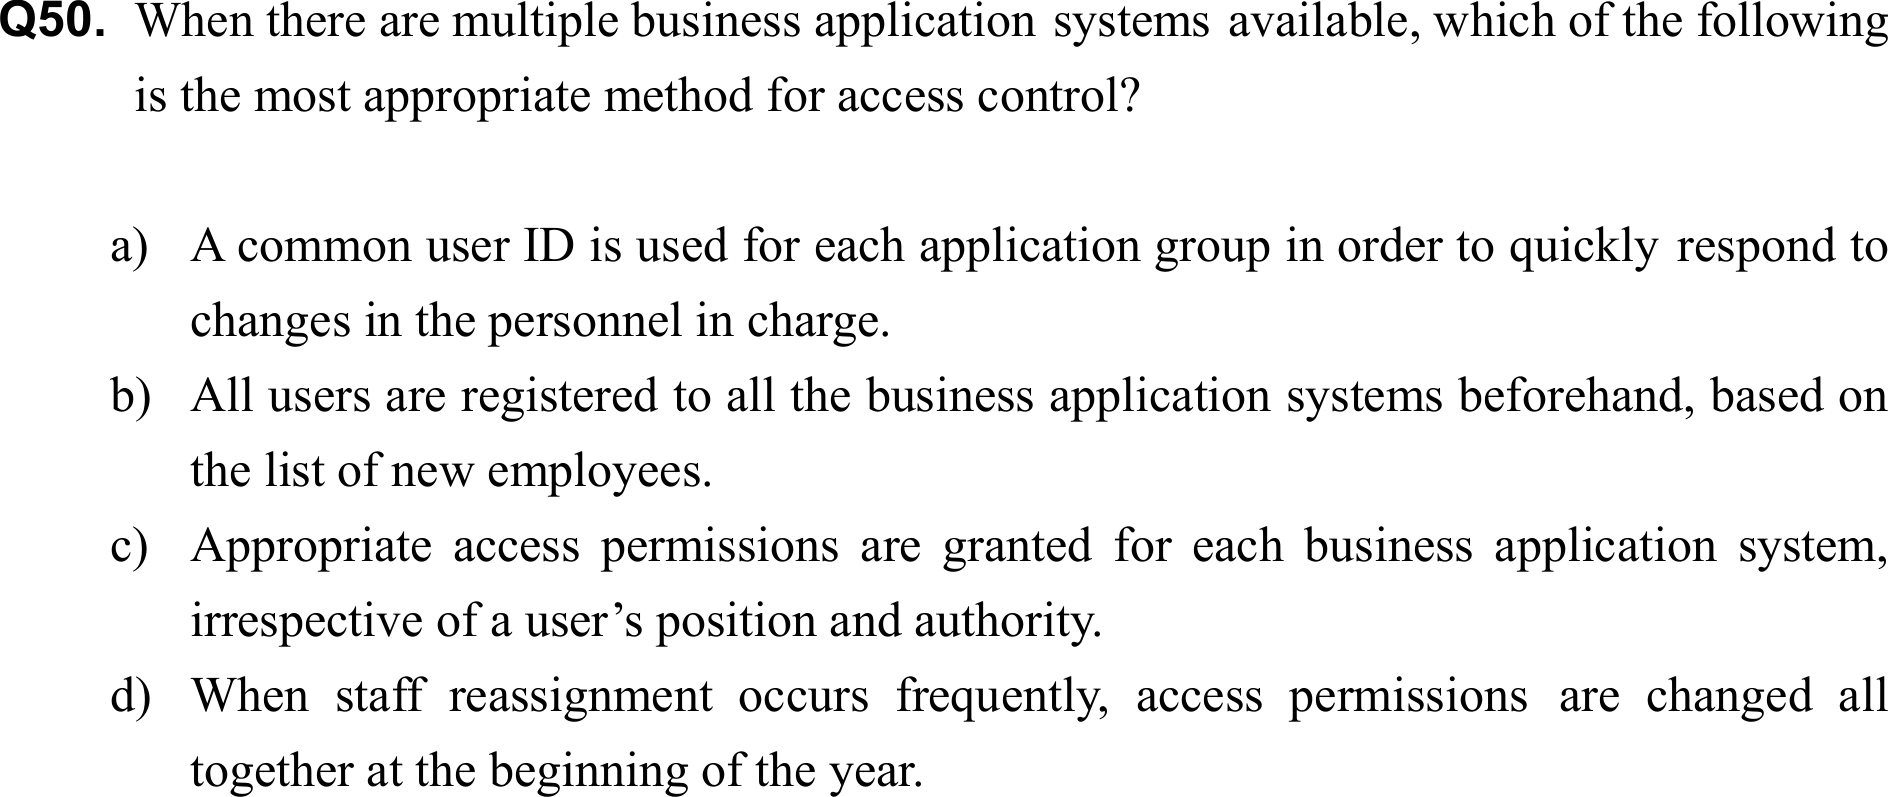 Q50. When there are multiple business application systems available, which of the following
is the most appropriate method for access control?
a) A common user ID is used for each application group in order to quickly respond to
changes in the personnel in charge.
b) All users are registered to all the business application systems beforehand, based on
the list of new employees.
c) Appropriate access permissions are granted for each business application system,
irrespective of a user’s position and authority.
d) When staff reassignment occurs frequently, access permissions are changed all
together at the beginning of the year.